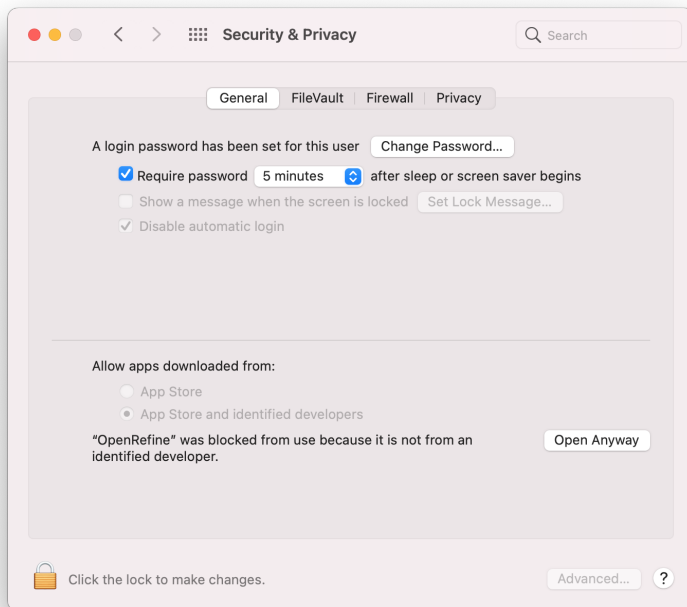 Security & Privacy
Search
General FileVault Firewall Privacy
A login password has been set for this user Change Password...
Require password 5 minutes after sleep or screen saver begins
Show a message when the screen is locked Set Lock Message...
Disable automatic login
Allow apps downloaded from:
App Store
App Store and identified developers
“OpenRefine” was blocked from use because it is not from an Open Anyway
identified developer.
Click the lock to make changes. Advanced... ?